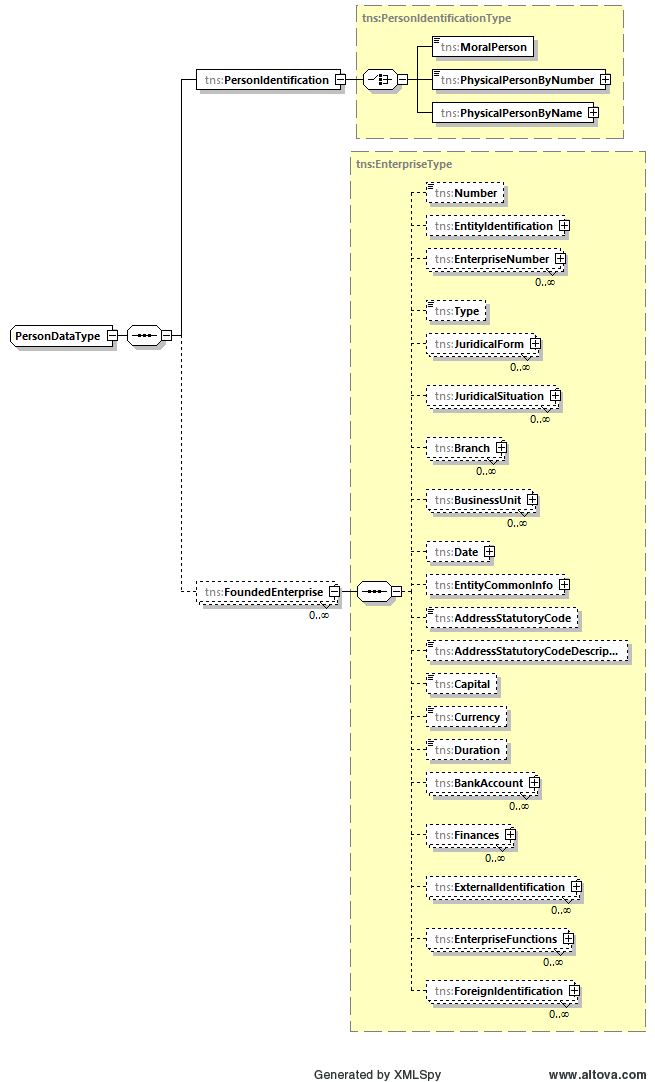 tns:PersonIdentificationType
tns:MoralPerson
tns:PersonIdentification
tns:PhysicalPersonByNumber
tns:PhysicalPersonByName
tns:EnterpriseType
tns:Number
tns:EntityIdentification
tns:EnterpriseNumber
0..∞
tns:Type
PersonDataType
tns:JuridicalForm
0..∞
tns:JuridicalSituation
0..∞
tns:Branch
0..∞
tns:BusinessUnit
0..∞
tns:Date
tns:FoundedEnterprise
0..∞
tns:EntityCommonInfo
tns:AddressStatutoryCode
tns:AddressStatutoryCodeDescrip...
tns:Capital
tns:Currency
tns:Duration
tns:BankAccount
0..∞
tns:Finances
0..∞
tns:ExternalIdentification
0..∞
tns:EnterpriseFunctions
0..∞
tns:ForeignIdentification
0..∞
Generated by XMLSpy www.altova.com